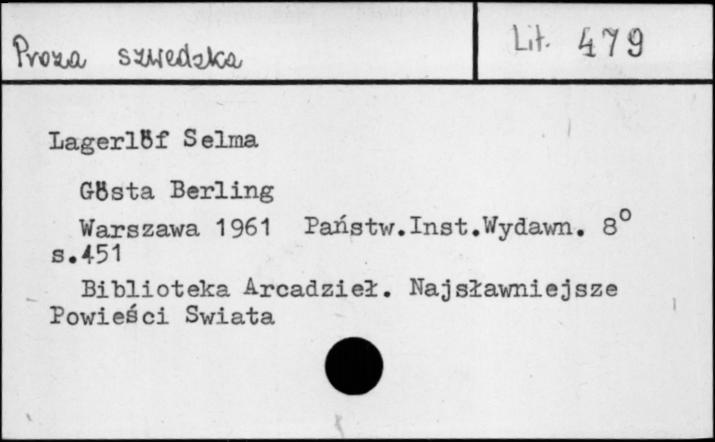 Proza szwedzka
Lit. 479
Lagerlöf Selma
Gösta Berling
Warszawa 1961 Państw.Inst.Wydawn. 8°
s.451
Biblioteka Arcadzieł. Najsławniejsze
Powieści Swiata